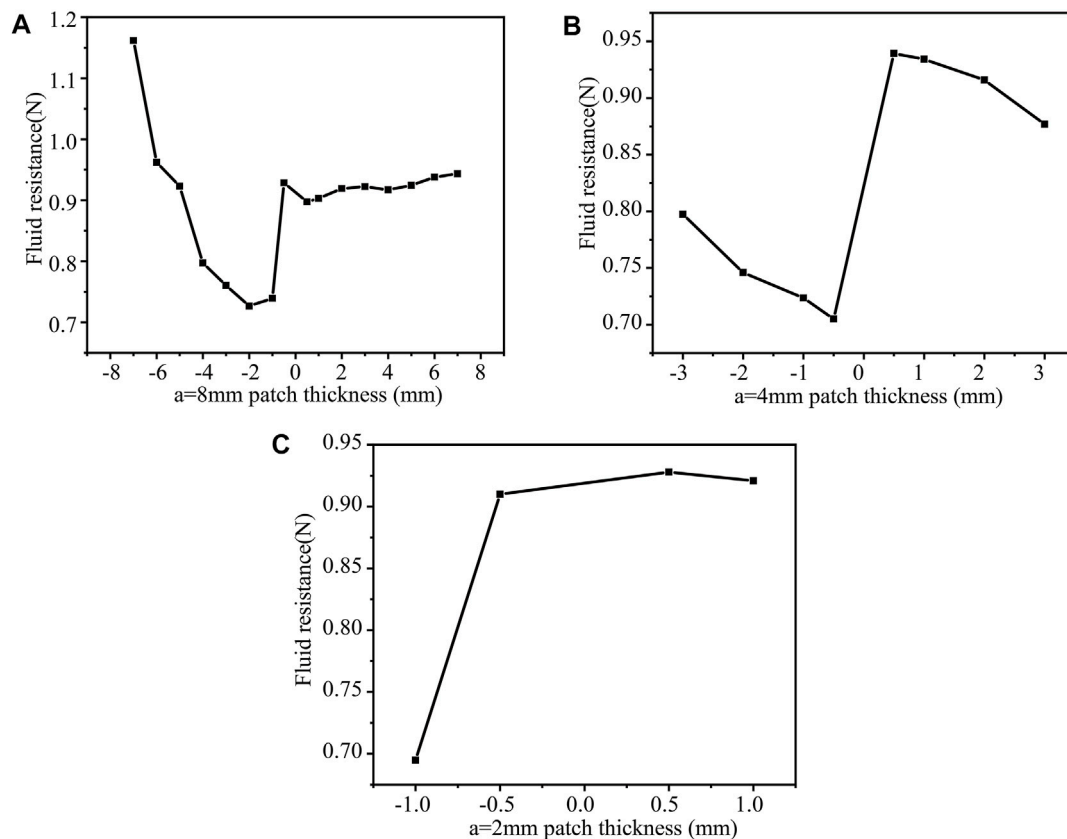 A
1.2
1.1
1.0
0.9
0.8
0.7
Fluid resistance(N)
-8 -6 -4 -2 0 2 4 6 8
a=8mm patch thickness (mm)
B
0.95
0.90
0.85
0.80
0.75
0.70
Fluid resistance(N)
-3 -2 -1 0 1 2 3
a=4mm patch thickness (mm)
C
0.95
0.90
0.85
0.80
0.75
0.70
Fluid resistance(N)
-1.0 -0.5 0.0 0.5 1.0
a=2mm patch thickness (mm)